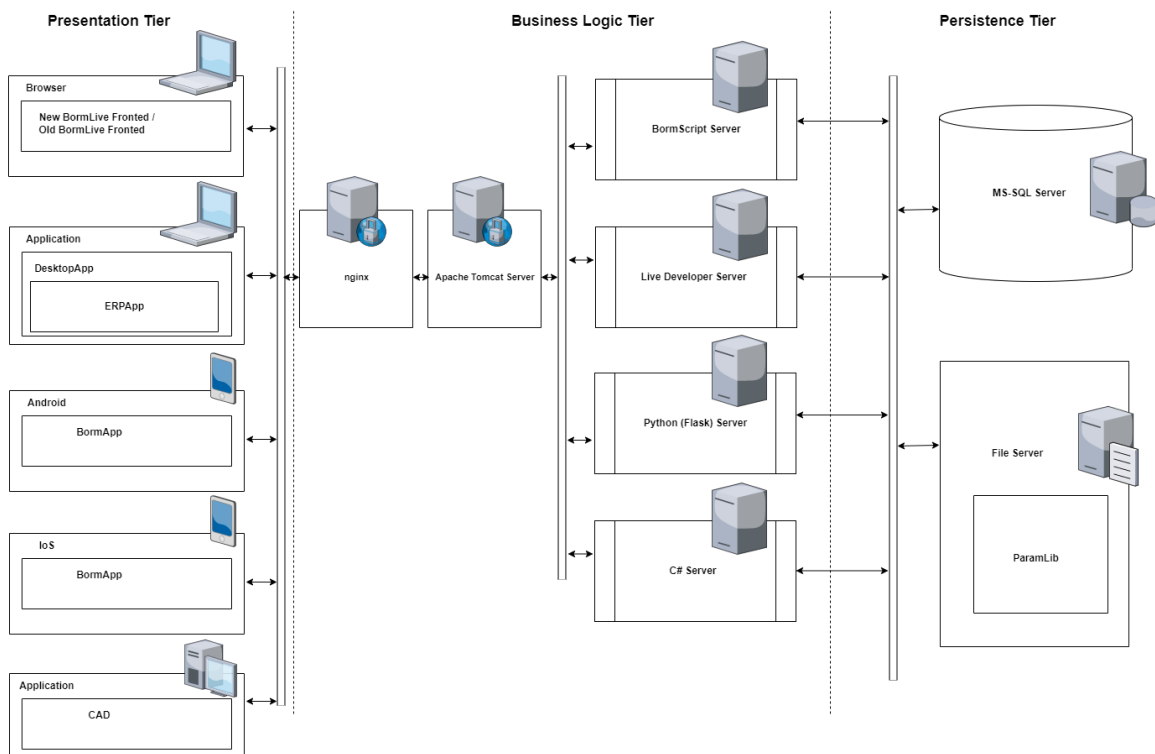 Presentation Tier
Business Logic Tier
Persistence Tier
Browser
New BormLive Fronted /
Old BormLive Fronted
Application
DesktopApp
ERPApp
Android
BormApp
IoS
BormApp
Application
CAD
nginx
Apache Tomcat Server
BormScript Server
Live Developer Server
Python (Flask) Server
C# Server
MS-SQL Server
File Server
ParamLib